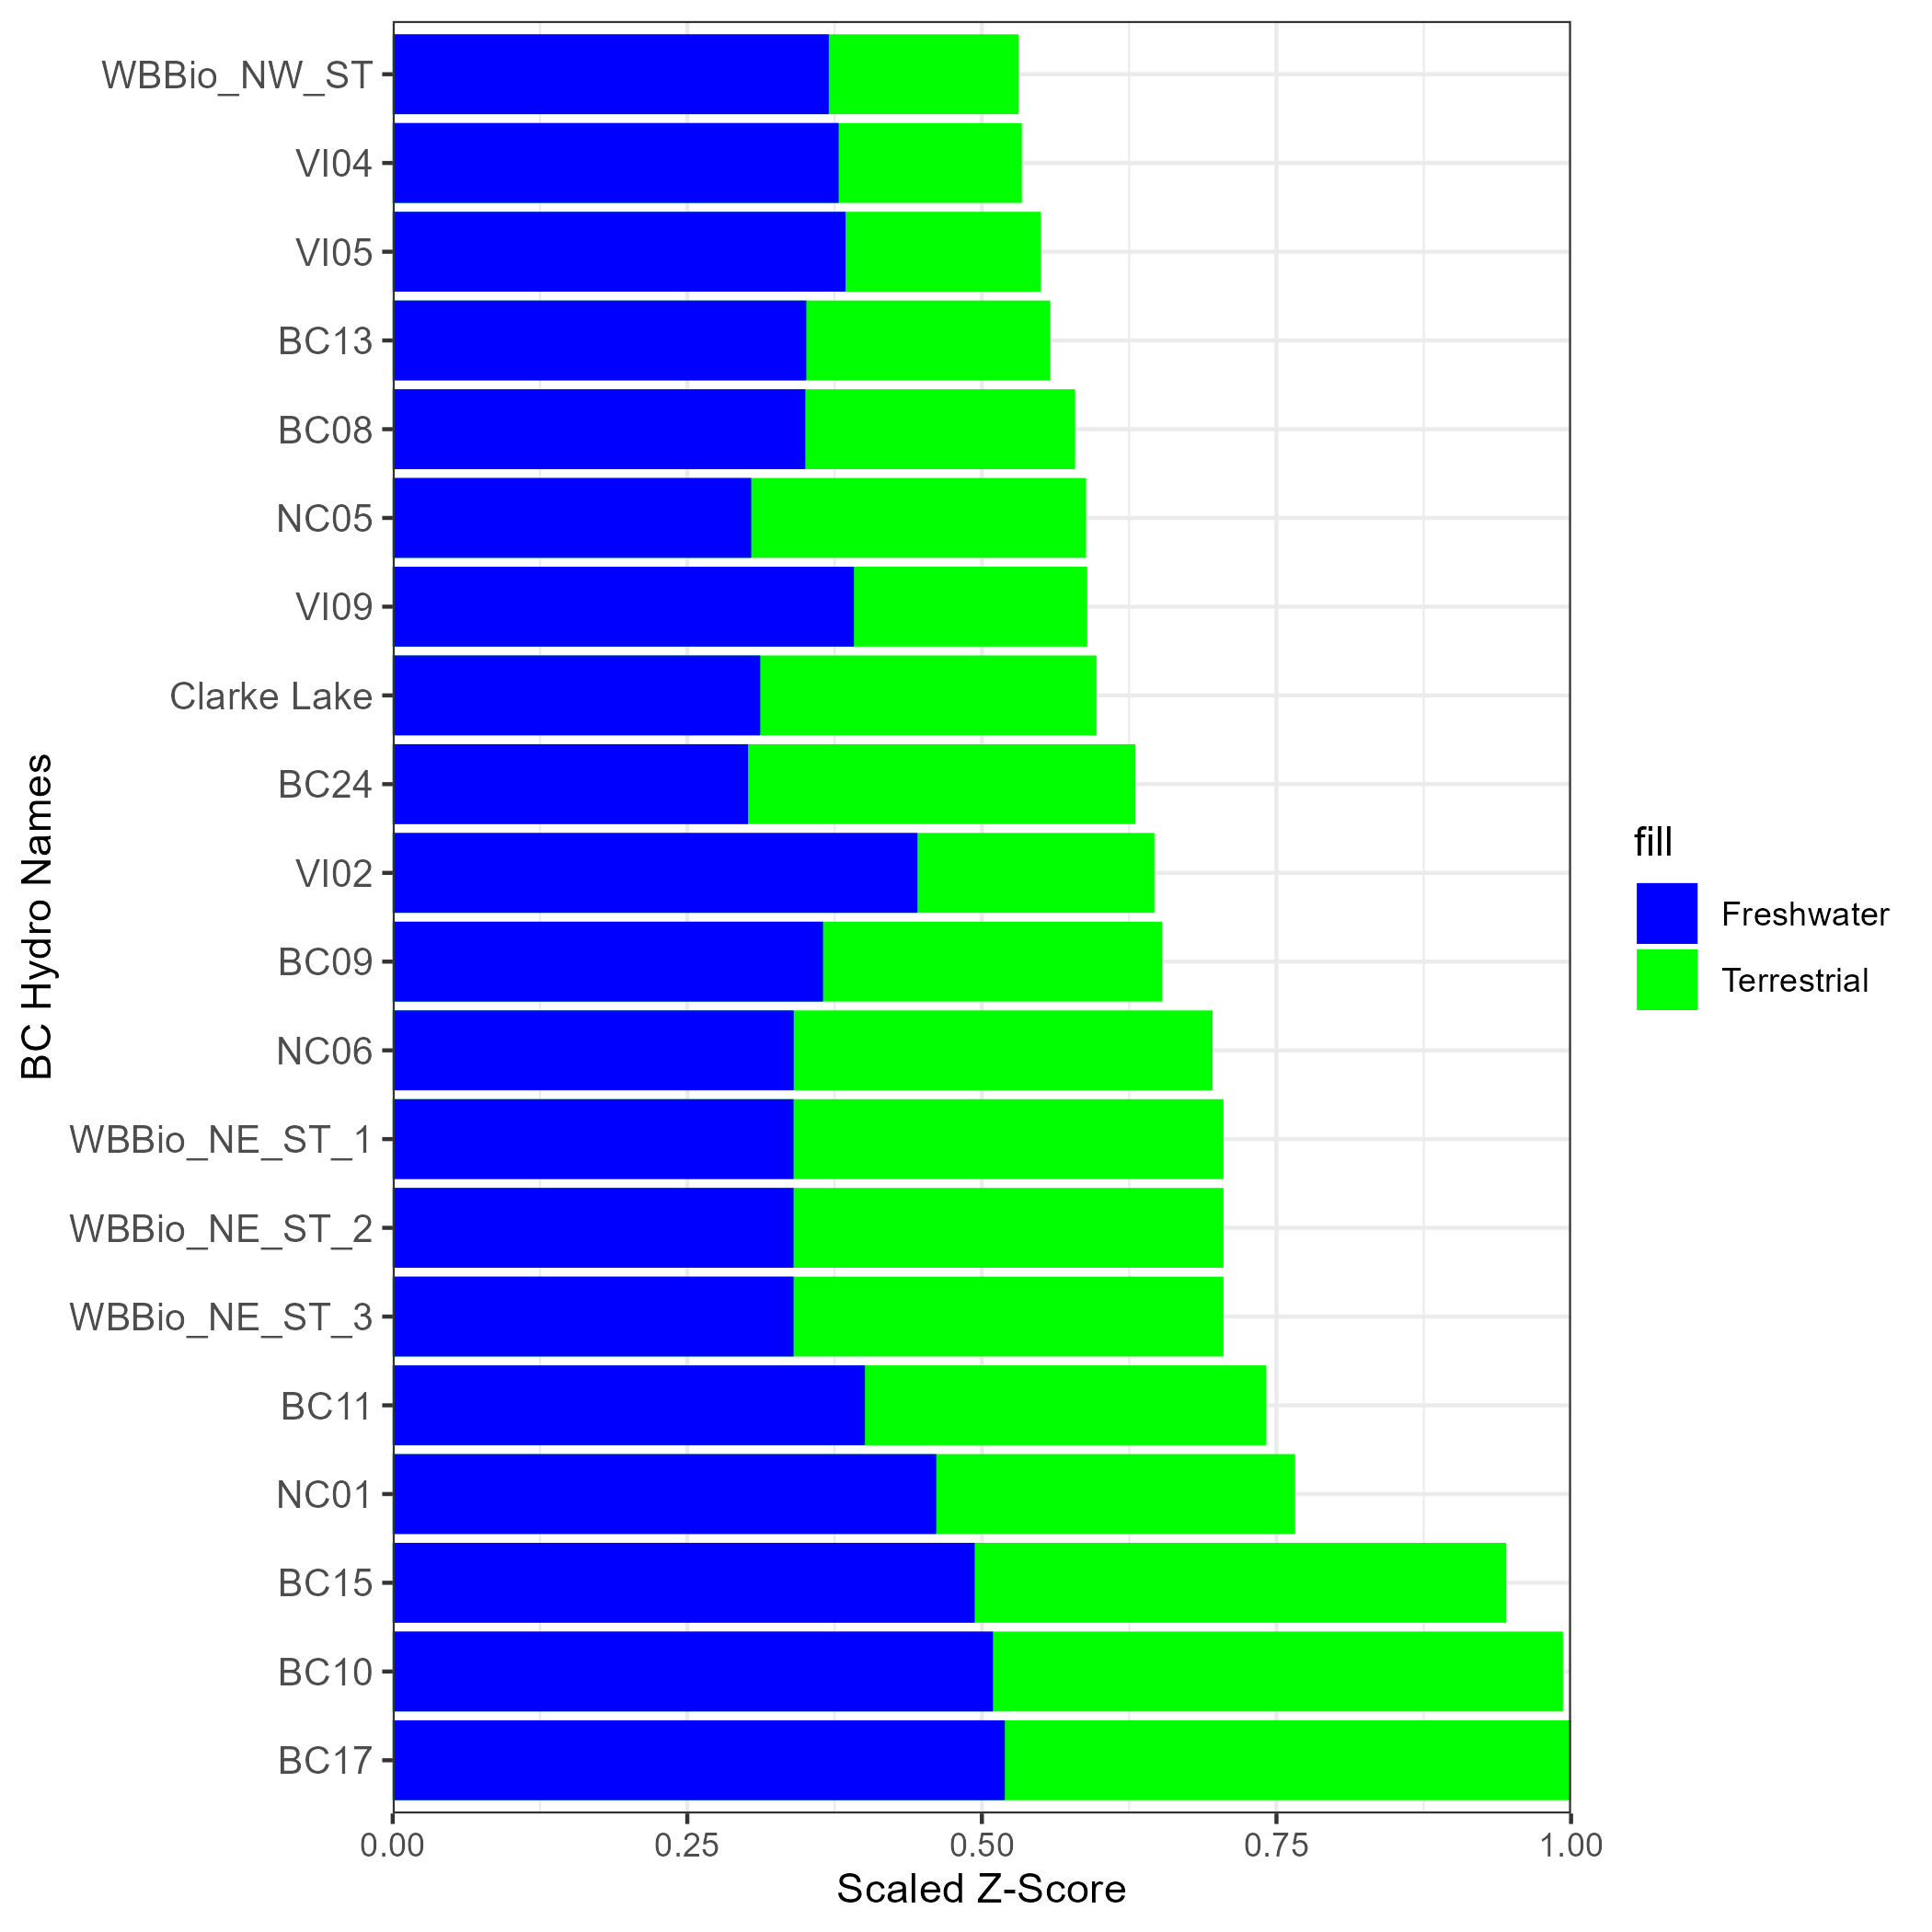 WBBio_NW_ST
VI04
VI05
BC13
BC08
NC05
VI09
Clarke Lake
BC24
VI02
BC09
NC06
WBBio_NE_ST_1
WBBio_NE_ST_2
WBBio_NE_ST_3
BC11
NC01
BC15
BC10
BC17
BC Hydro Names
0.00 0.25 0.50 0.75 1.00
Scaled Z-Score
fill
Freshwater
Terrestrial